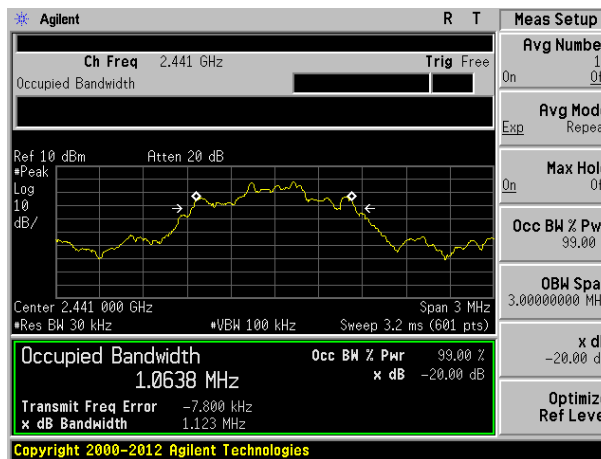 Agilent R T Meas Setup
Ch Freq 2.441 GHz Trig Free
Occupied Bandwidth
Ref 10 dBm Atten 20 dB
#Peak
Log
10
dB/
Center 2.441 000 GHz Span 3 MHz
#Res BW 30 kHz #VBW 100 kHz Sweep 3.2 ms (601 pts)
Occupied Bandwidth Occ BW % Pwr 99.00 %
1.0638 MHz x dB -20.00 dB
Transmit Freq Error -7.800 kHz
x dB Bandwidth 1.123 MHz
Copyright 2000-2012 Agilent Technologies
Avg Numbe
1
On O
Avg Mod
Exp Repea
Max Hol
On Of
Occ BW % Pw
99.00
OBW Spa
3.00000000 MH
x d
-20.00 d
Optimiz
Ref Leve